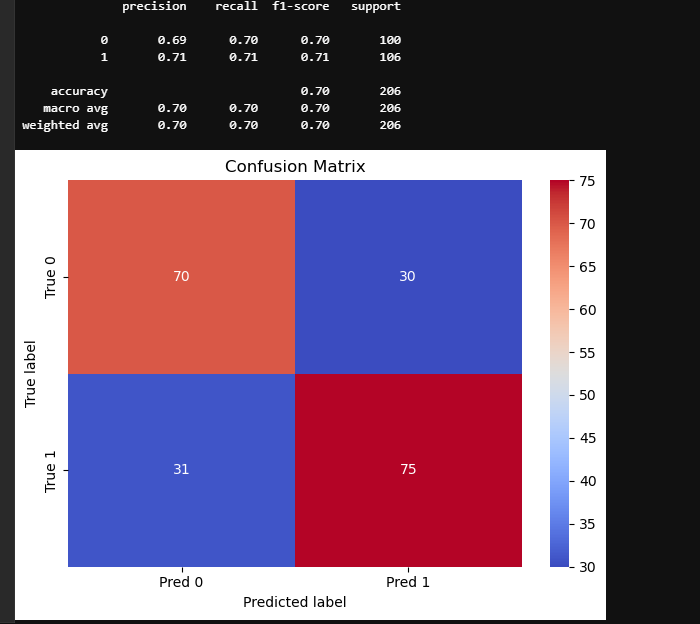 precision recall f1-score support
0 0.69 0.70 0.70 100
1 0.71 0.71 0.71 106
accuracy 0.70 206
macro avg 0.70 0.70 0.70 206
weighted avg 0.70 0.70 0.70 206
Confusion Matrix
True label
True 0
70 30
True 1
31 75
Pred 0 Pred 1
Predicted label
75
70
65
60
55
50
45
40
35
30